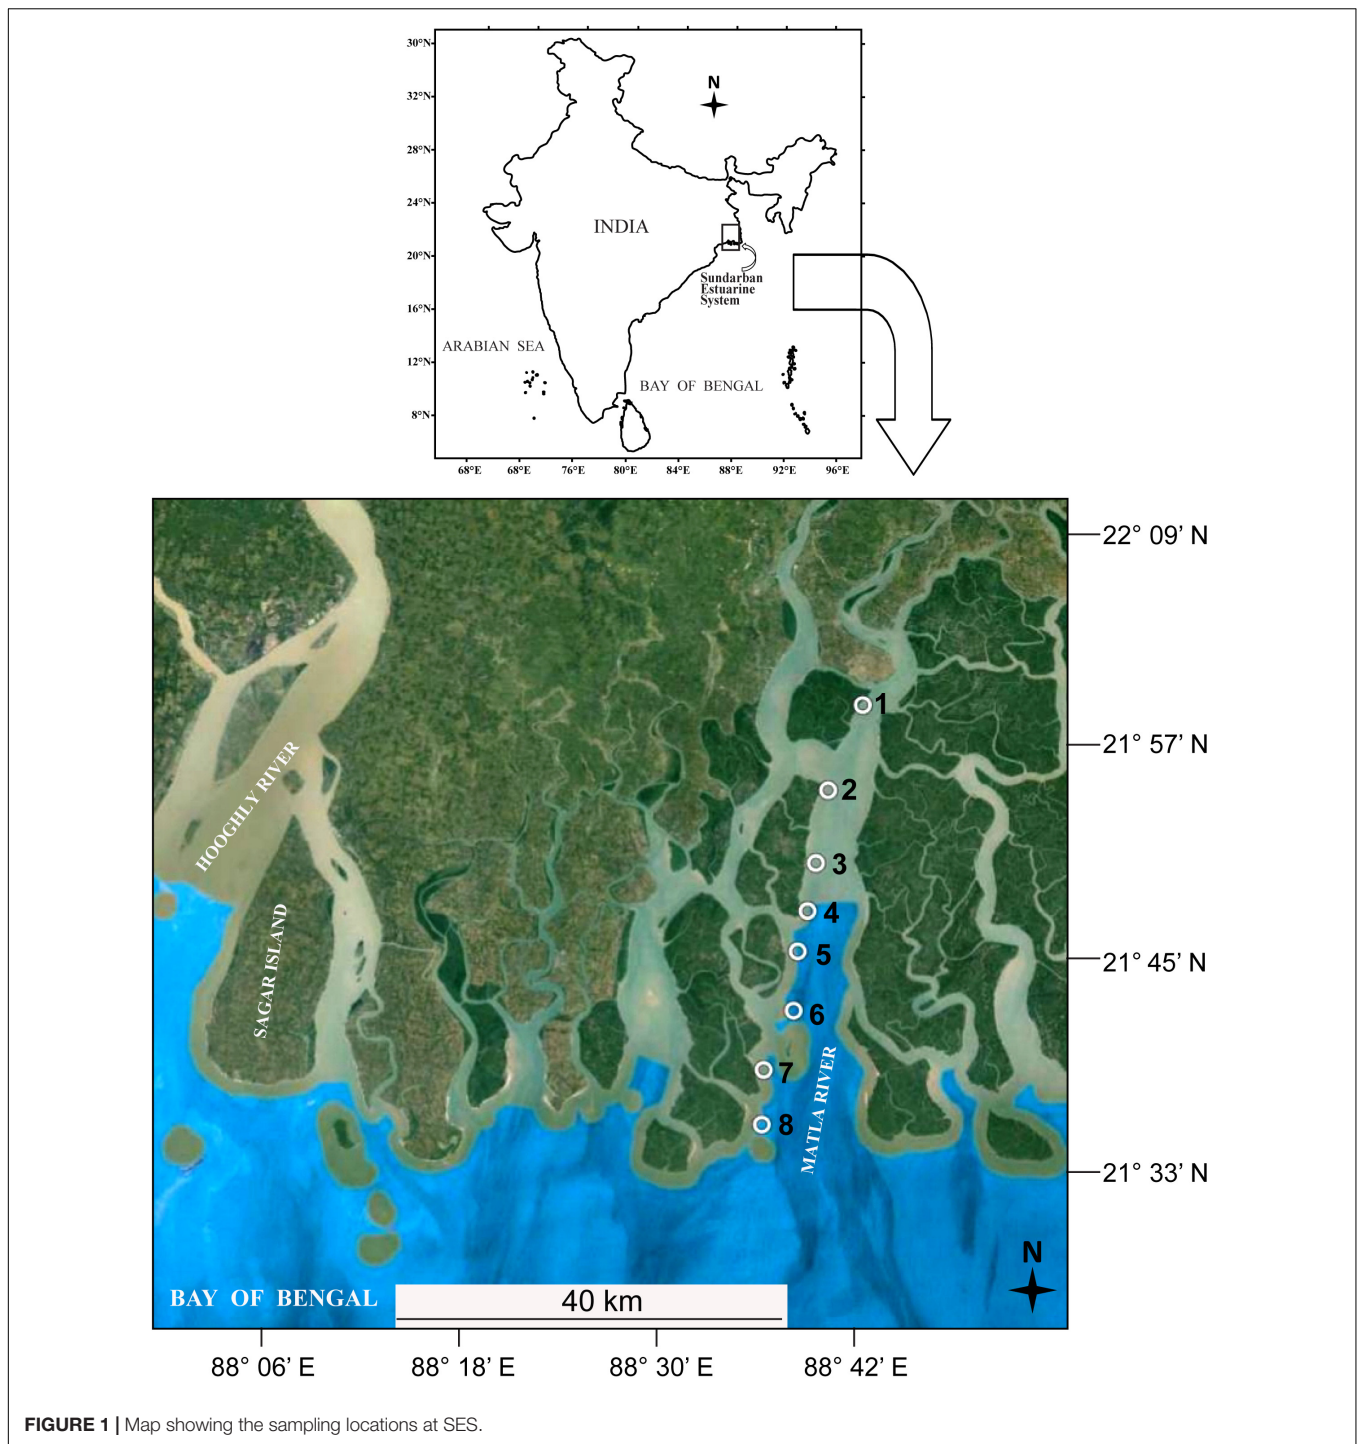 30°N
32°N
28°N
24°N
20°N
16°N
12°N
8°N
N
INDIA
Sundarban
Estuarine
System
ARABIAN SEA
BAY OF BENGAL
68°E 68°E 76°E 80°E 84°E 88°E 92°E 96°E
22° 09’ N
21° 57’ N
21° 45’ N
21° 33’ N
1
2
3
4
5
6
7
8
HOOGHLY RIVER
SAGAR ISLAND
MATLA RIVER
N
BAY OF BENGAL
40 km
88° 06’ E 88° 18’ E 88° 30’ E 88° 42’ E
FIGURE 1 | Map showing the sampling locations at SES.